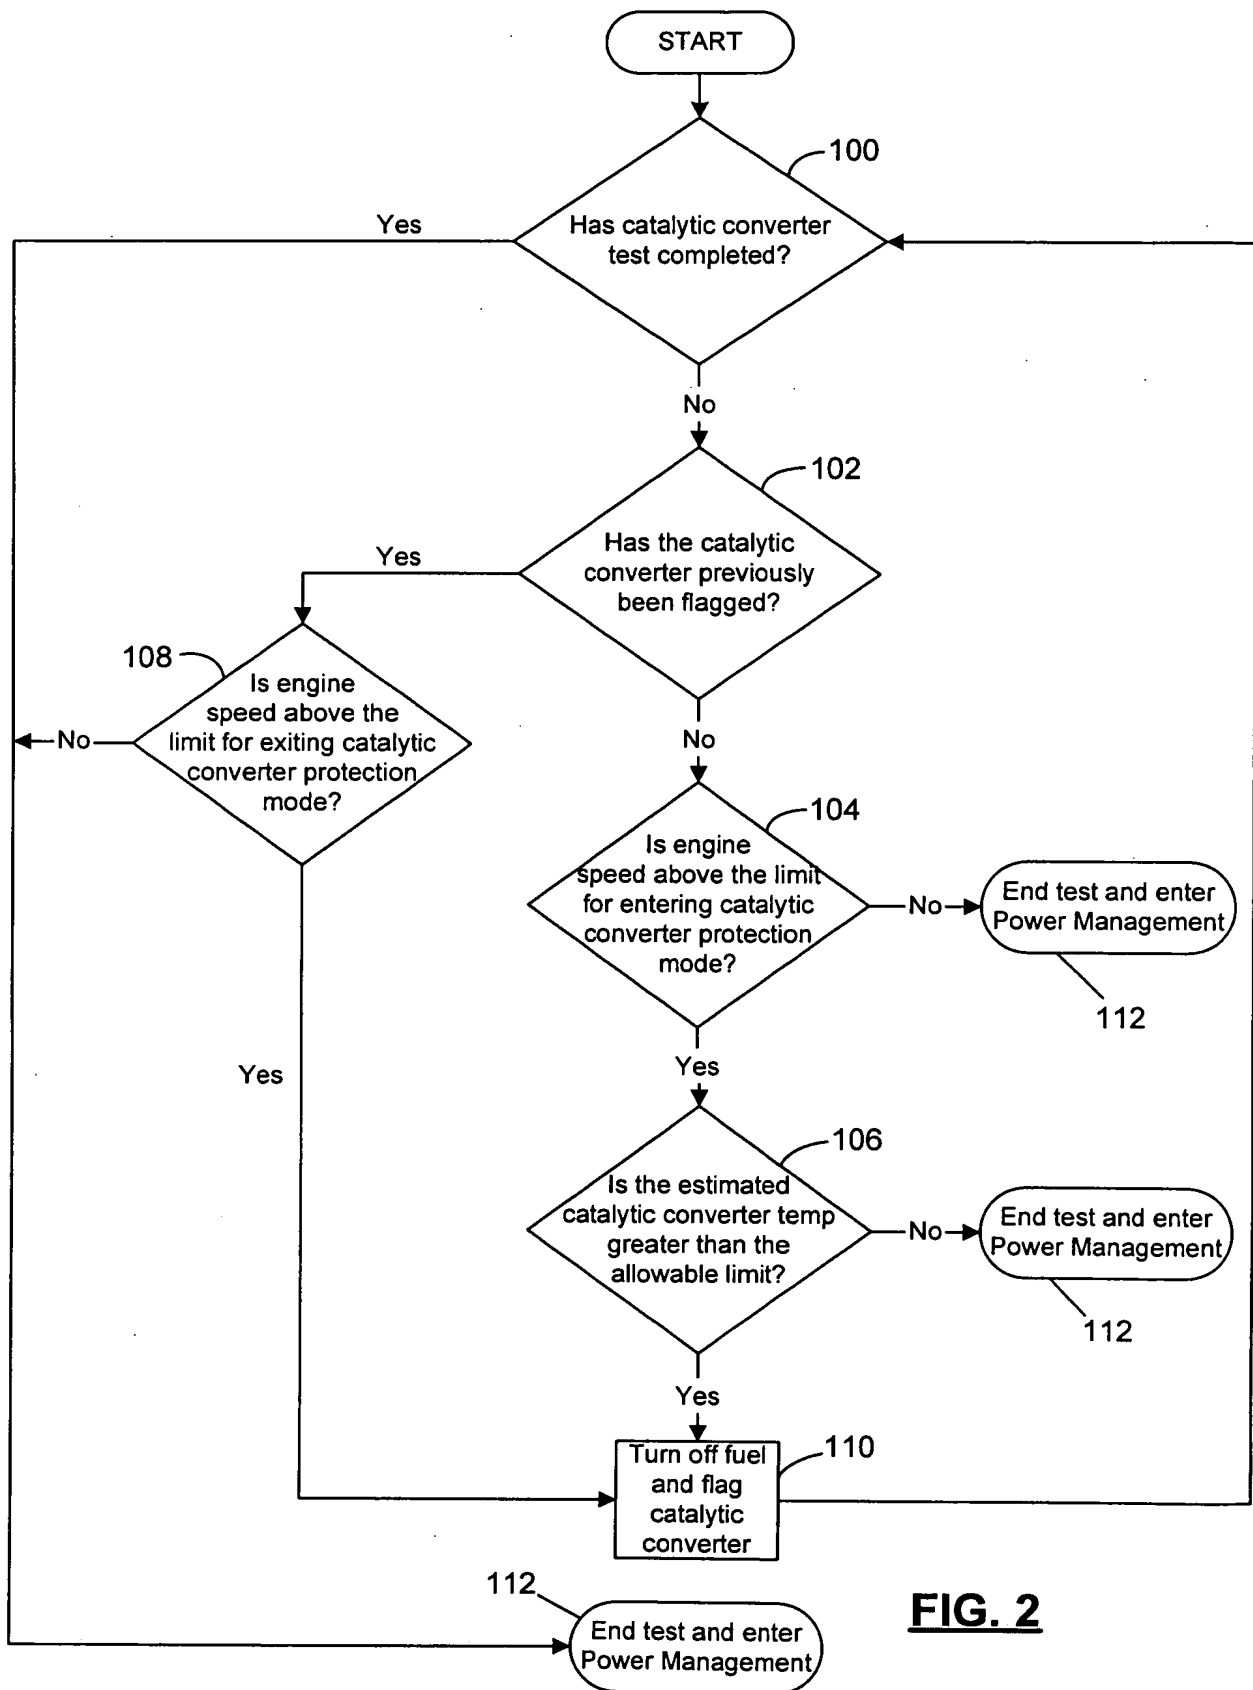 START
100
Has catalytic converter
test completed?
Yes
No
102
Has the catalytic
converter previously
been flagged?
Yes
No
108
Is engine
speed above the
limit for exiting catalytic
converter protection
mode?
No
Yes
104
Is engine
speed above the limit
for entering catalytic
converter protection
mode?
No
End test and enter
Power Management
112
Yes
106
Is the estimated
catalytic converter temp
greater than the
allowable limit?
No
End test and enter
Power Management
112
Yes
110
Turn off fuel
and flag
catalytic
converter
112
End test and enter
Power Management
FIG. 2